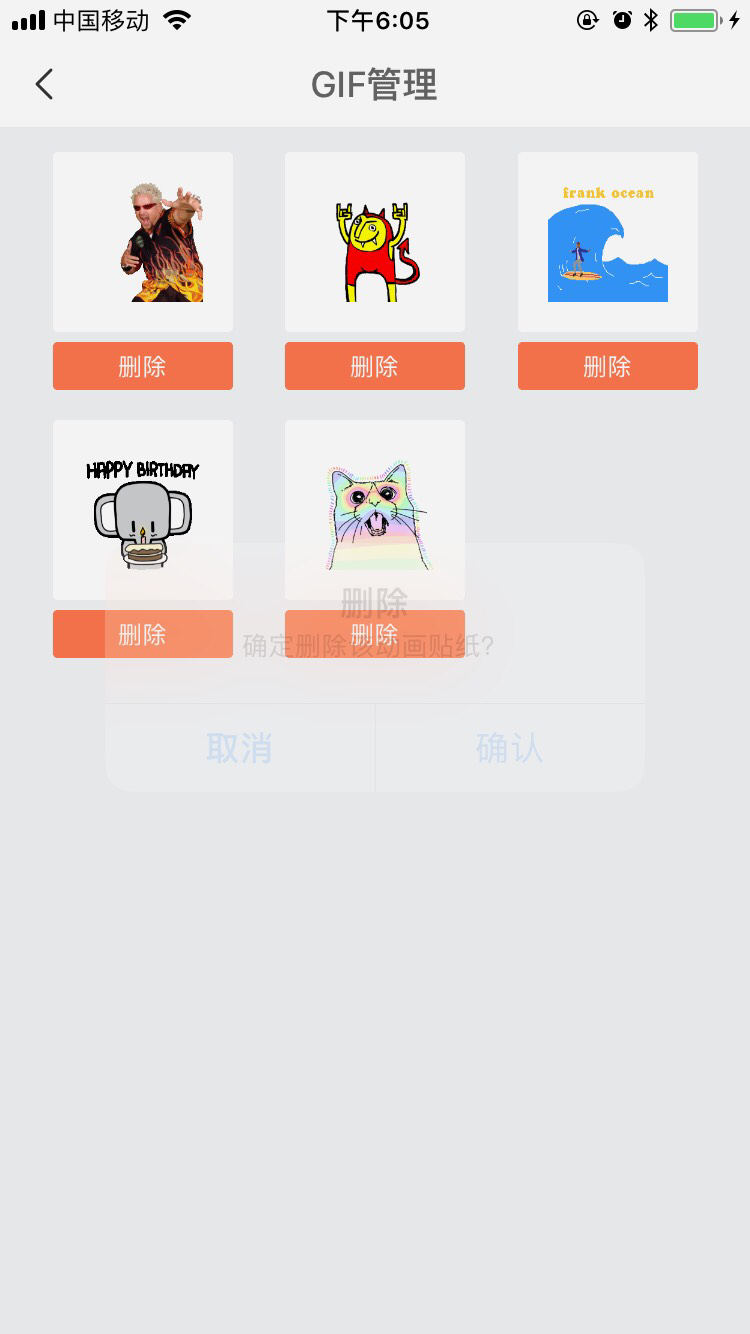 中国移动
下午6:05
GIF管理
frank ocean
删除
删除
删除
HAPPY BIRTHDAY
删除
删除
删除
确定删除该动画贴纸?
取消
确认